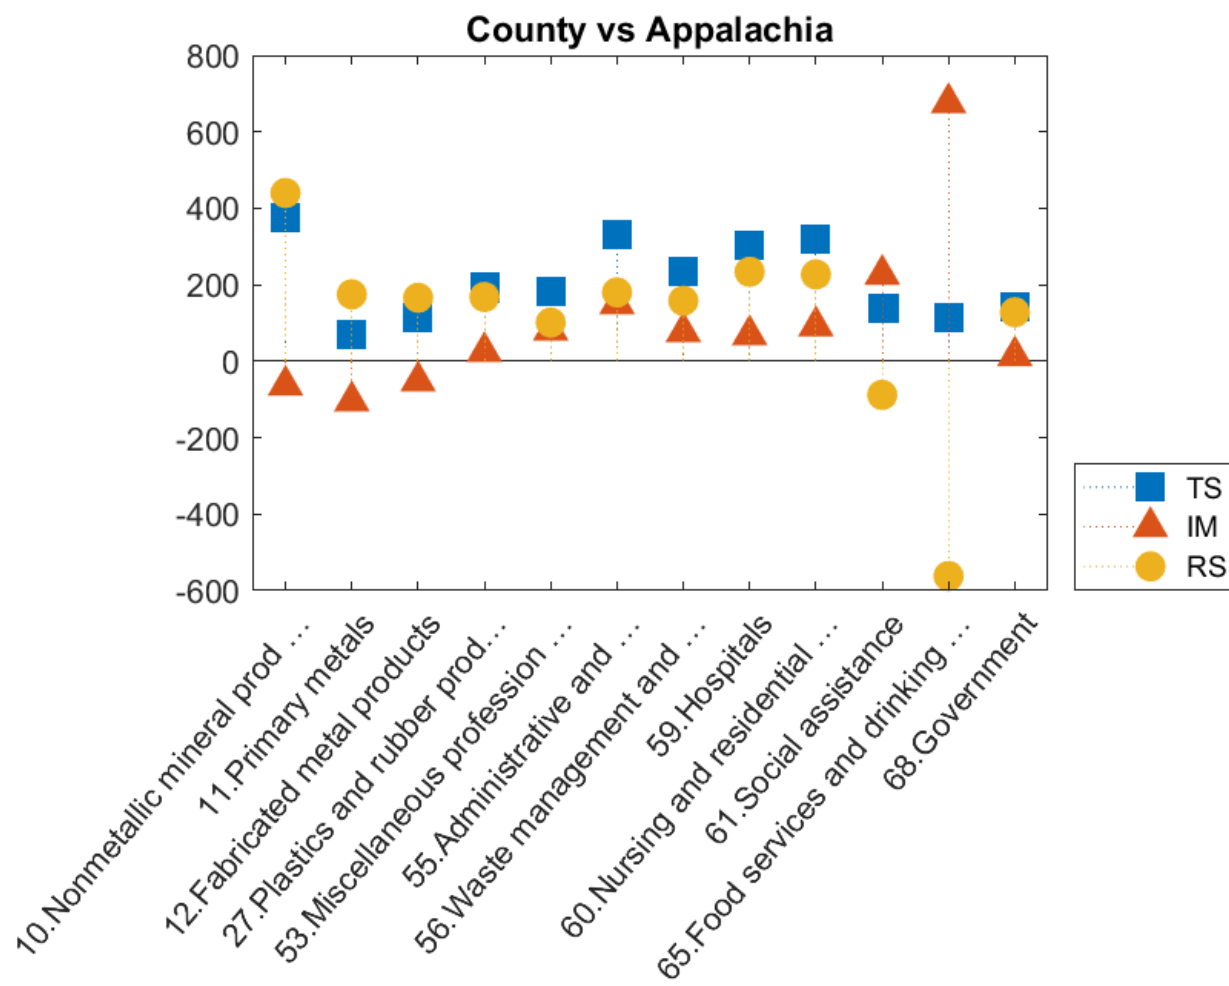 County vs Appalachia
800
600
400
200
0
-200
-400
-600
10.Nonmetallic mineral prod …
11.Primary metals
12.Fabricated metal products
27.Plastics and rubber prod…
53.Miscellaneous profession …
55.Administrative and …
56.Waste management and …
59.Hospitals
60.Nursing and residential …
61.Social assistance
65.Food services and drinking …
68.Government
TS
IM
RS